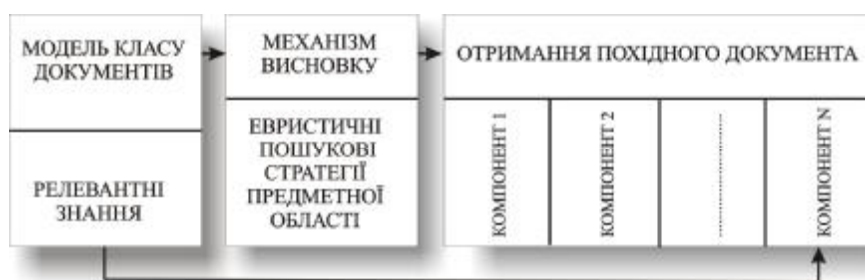 МОДЕЛЬ КЛАСУ
ДОКУМЕНТІВ
РЕЛЕВАНТНІ
ЗНАННЯ
МЕХАНІЗМ
ВИСНОВКУ
ЕВРИСТИЧНІ
ПОШУКОВІ
СТРАТЕГІЇ
ПРЕДМЕТНОЇ
ОБЛАСТІ
ОТРИМАННЯ ПОХІДНОГО ДОКУМЕНТА
КОМПОНЕНТ 1
КОМПОНЕНТ 2
КОМПОНЕНТ N